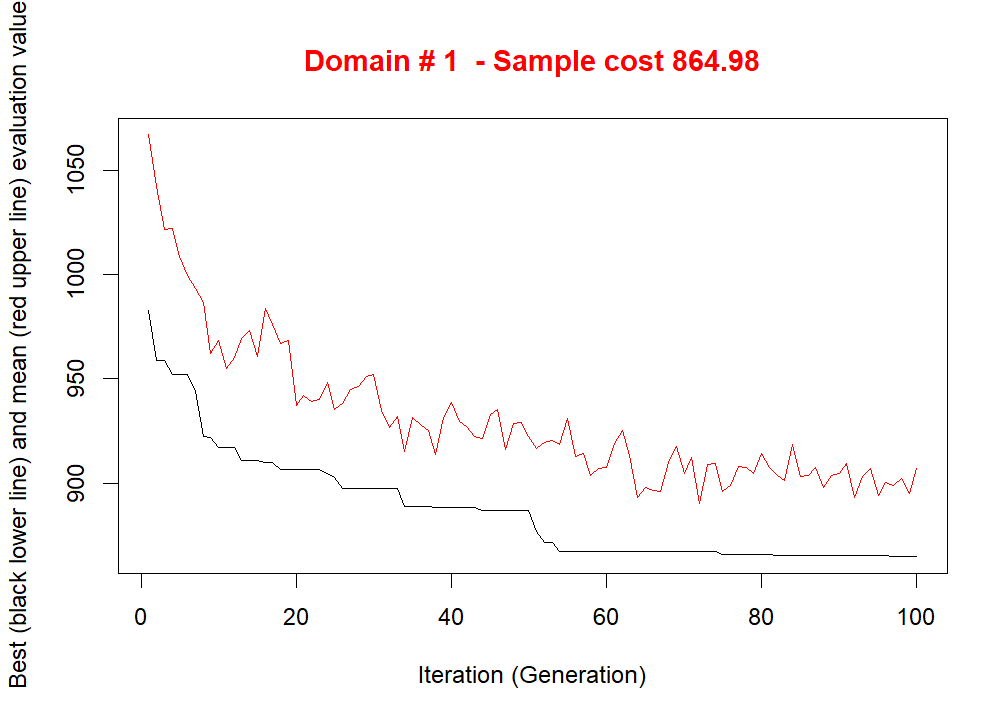 Domain # 1  - Sample cost 864.98
Best (black lower line) and mean (red upper line) evaluation value
1050
1000
950
900
0 20 40 60 80 100
Iteration (Generation)